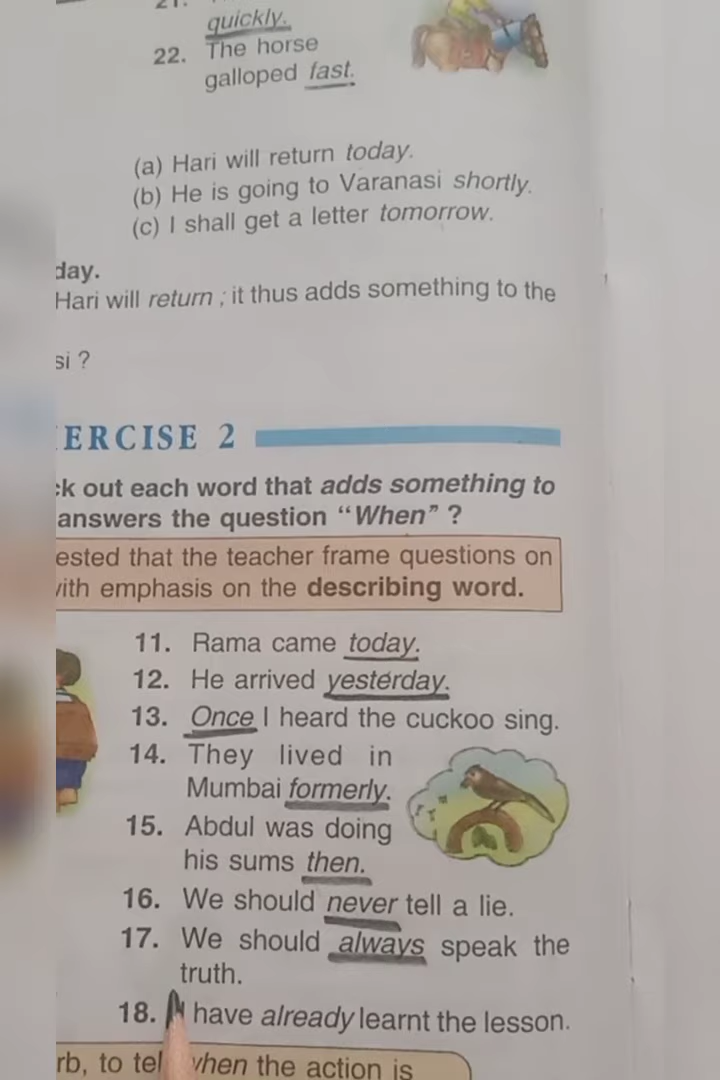 21.
quickly.
22. The horse
galloped fast.
(a) Hari will return today.
(b) He is going to Varanasi shortly.
(c) I shall get a letter tomorrow.
day.
Hari will return ; it thus adds something to the
si ?
ERCISE 2
ck out each word that adds something to
answers the question “When” ?
ested that the teacher frame questions on
with emphasis on the describing word.
11. Rama came today.
12. He arrived yesterday.
13. Once I heard the cuckoo sing.
14. They lived in
Mumbai formerly.
15. Abdul was doing
his sums then.
16. We should never tell a lie.
17. We should always speak the
truth.
18. I have already learnt the lesson.
rb, to tel when the action is